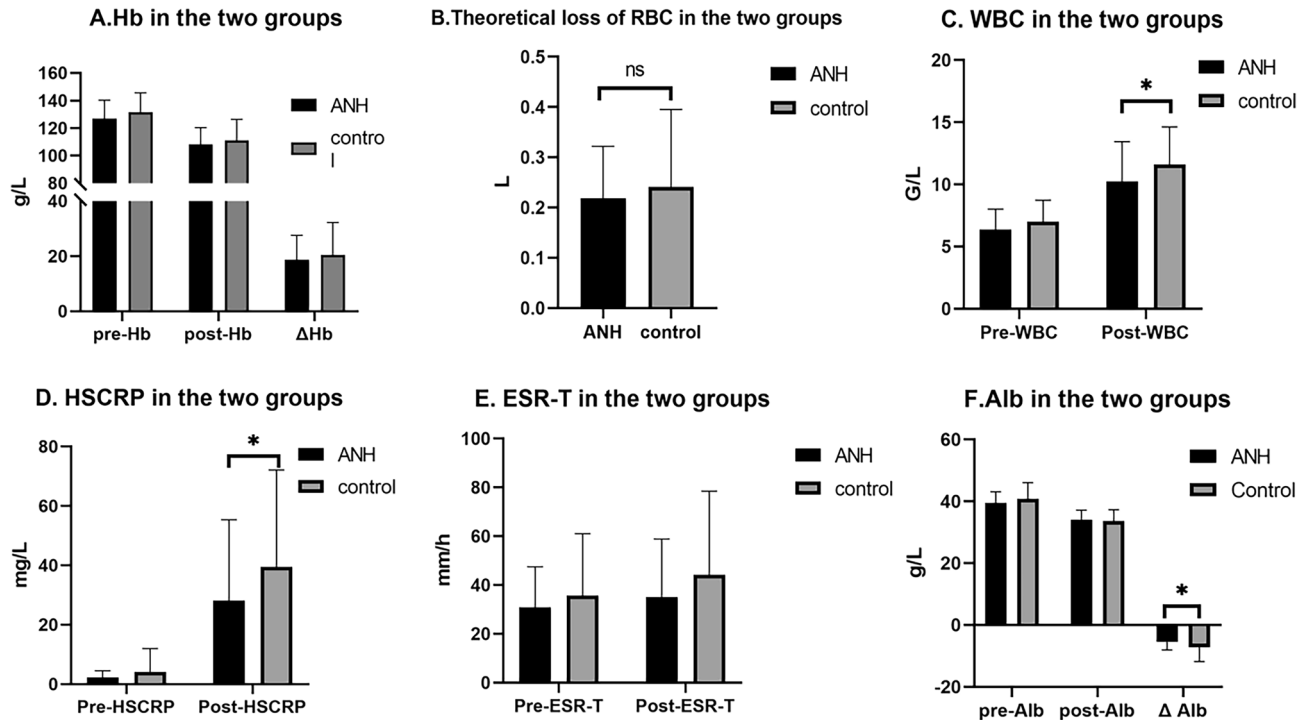 A.Hb in the two groups
160
140
120
100
80
40
20
0
g/L
ANH
contro
l
pre-Hb post-Hb ΔHb
B.Theoretical loss of RBC in the two groups
0.5
0.4
0.3
0.2
0.1
0.0
L
ns
ANH
control
ANH control
C. WBC in the two groups
20
15
10
5
0
G/L
*
ANH
control
Pre-WBC Post-WBC
D. HSCRP in the two groups
80
60
40
20
0
mg/L
*
ANH
control
Pre-HSCRP Post-HSCRP
E. ESR-T in the two groups
100
80
60
40
20
0
mm/h
ANH
control
Pre-ESR-T Post-ESR-T
F.Alb in the two groups
60
40
20
0
-20
g/L
*
ANH
Control
pre-Alb post-Alb Δ Alb